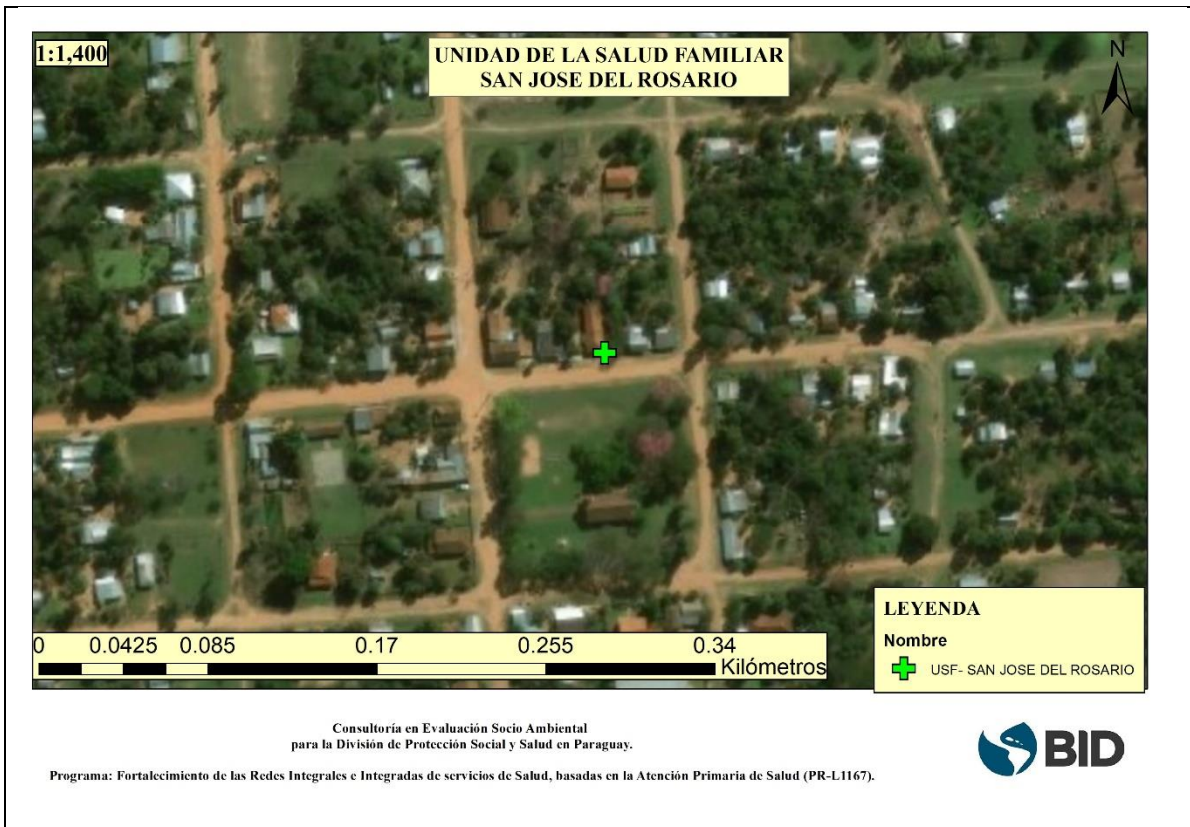 1:1,400
UNIDAD DE LA SALUD FAMILIAR
SAN JOSE DEL ROSARIO
N
LEYENDA
Nombre
USF- SAN JOSE DEL ROSARIO
0 0.0425 0.085 0.17 0.255 0.34
Kilómetros
Consultoría en Evaluación Socio Ambiental
para la División de Protección Social y Salud en Paraguay.
Programa: Fortalecimiento de las Redes Integrales e Integradas de servicios de Salud, basadas en la Atención Primaria de Salud (PR-L1167).
BID